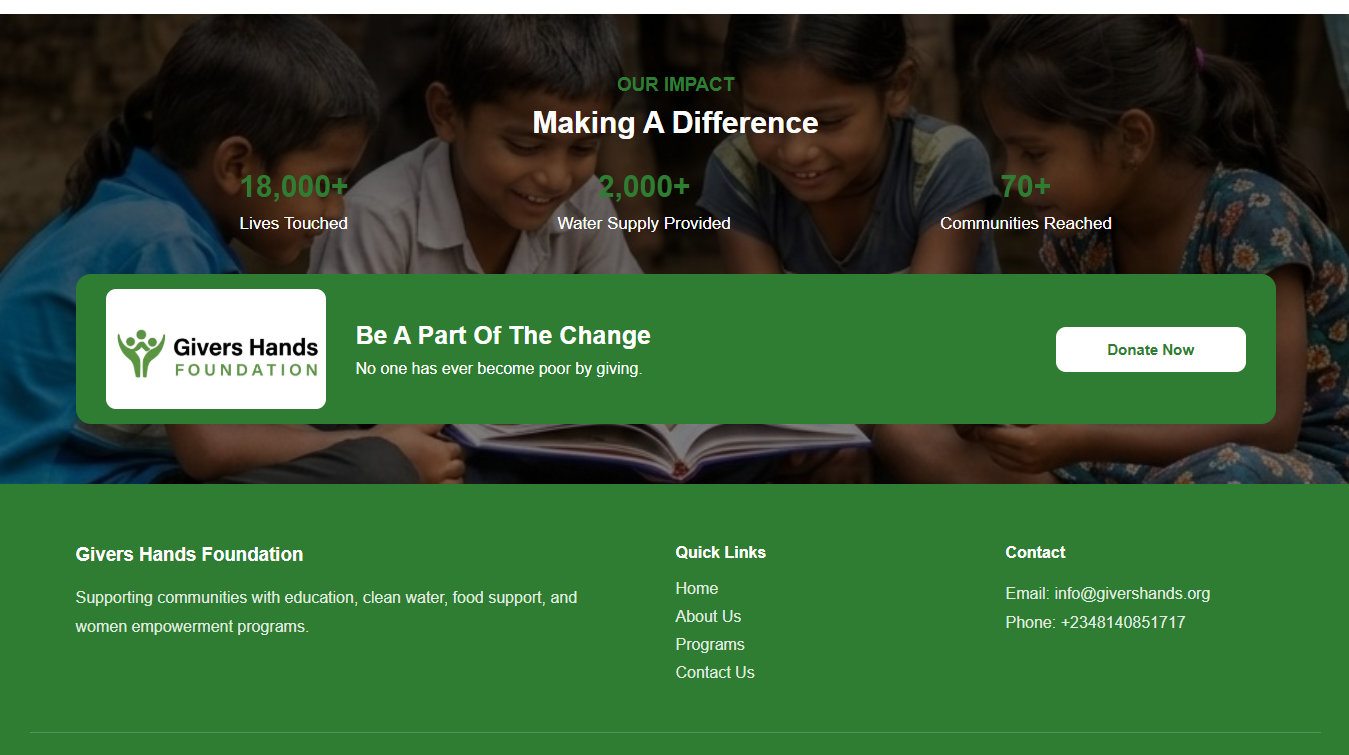 OUR IMPACT
Making A Difference
18,000+
Lives Touched
2,000+
Water Supply Provided
70+
Communities Reached
Givers Hands
FOUNDATION
Be A Part Of The Change
No one has ever become poor by giving.
Donate Now
Givers Hands Foundation
Supporting communities with education, clean water, food support, and
women empowerment programs.
Quick Links
Home
About Us
Programs
Contact Us
Contact
Email: info@givershands.org
Phone: +2348140851717